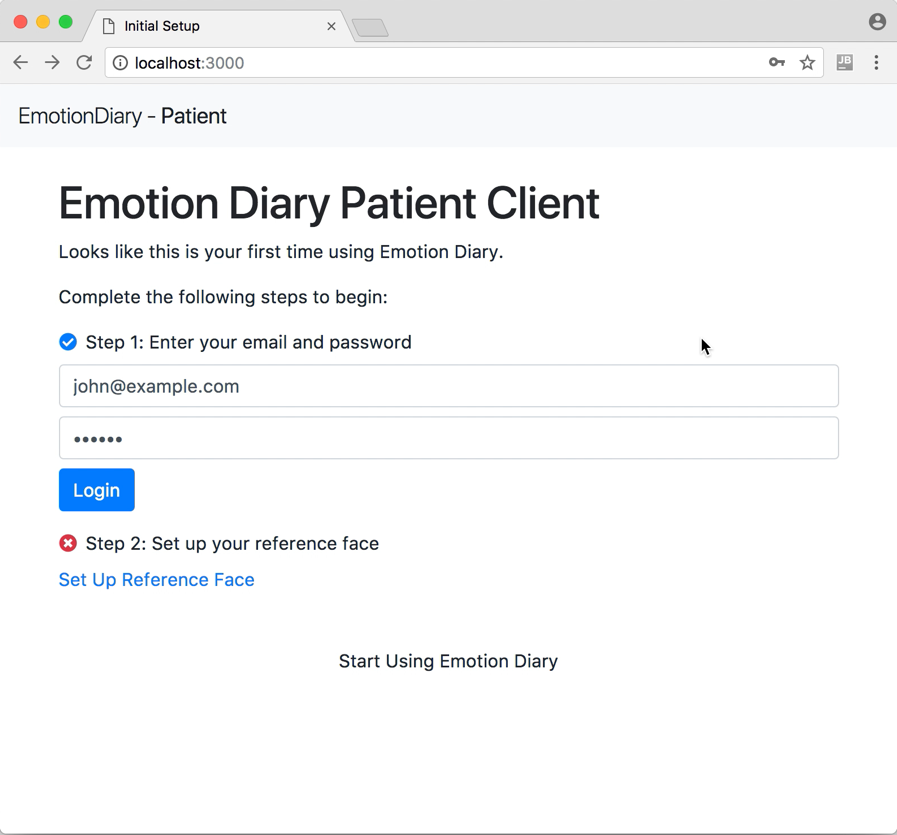 Initial Setup
localhost:3000
JB
EmotionDiary - Patient
Emotion Diary Patient Client
Looks like this is your first time using Emotion Diary.
Complete the following steps to begin:
Step 1: Enter your email and password
john@example.com
••••••
Login
Step 2: Set up your reference face
Set Up Reference Face
Start Using Emotion Diary